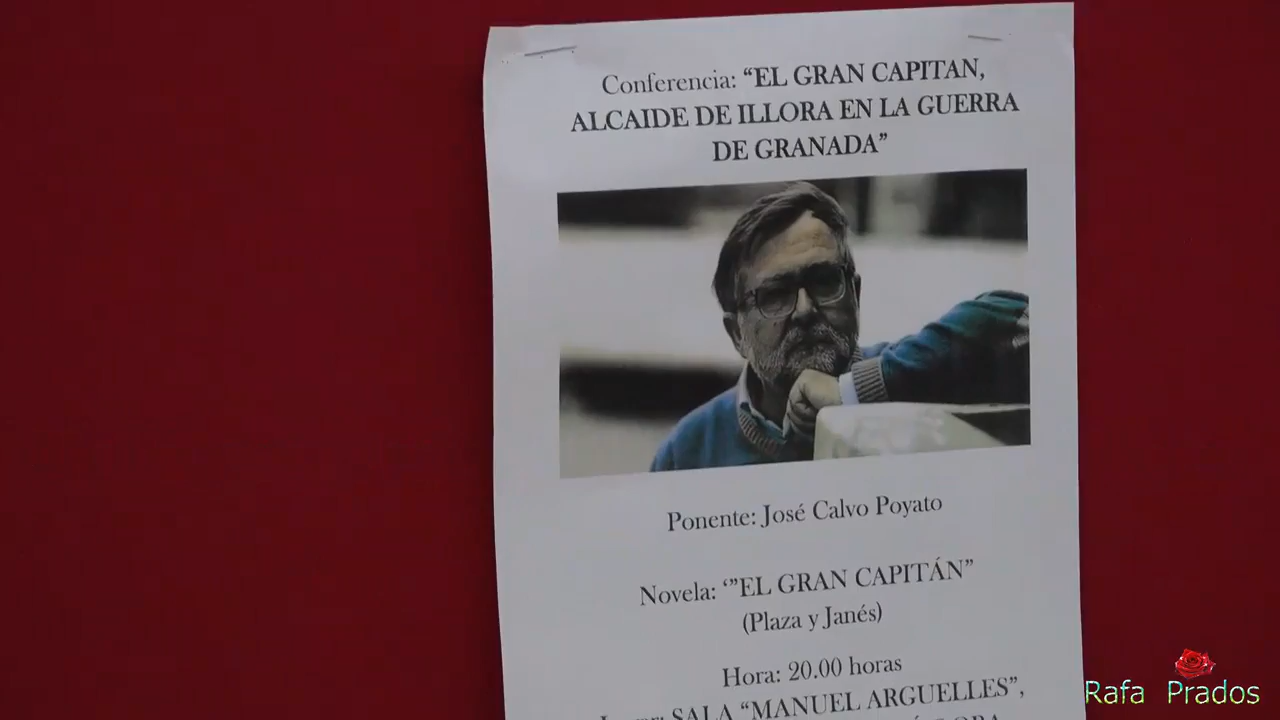 Conferencia: “EL GRAN CAPITAN,
ALCAIDE DE ILLORA EN LA GUERRA
DE GRANADA”
Ponente: José Calvo Poyato
Novela: ‘”EL GRAN CAPITÁN”
(Plaza y Janés)
Hora: 20.00 horas
SALA “MANUEL ARGUELLES”,
Rafa Prados